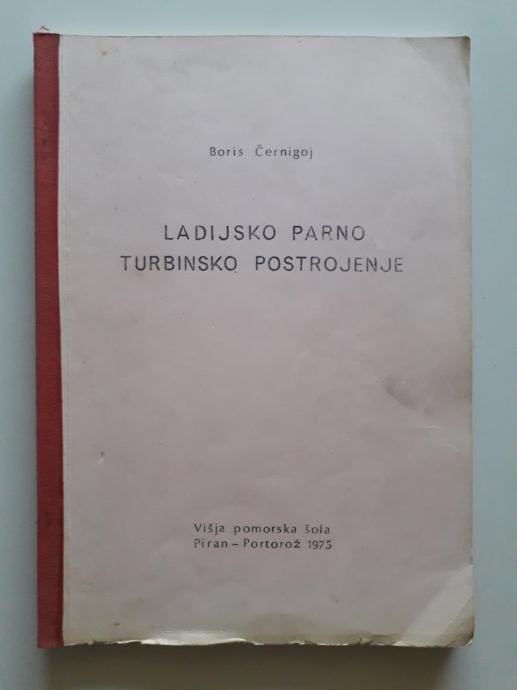 Boris Černigoj
LADIJSKO PARNO
TURBINSKO POSTROJENJE
Višja pomorska šola
Piran – Portorož 1975